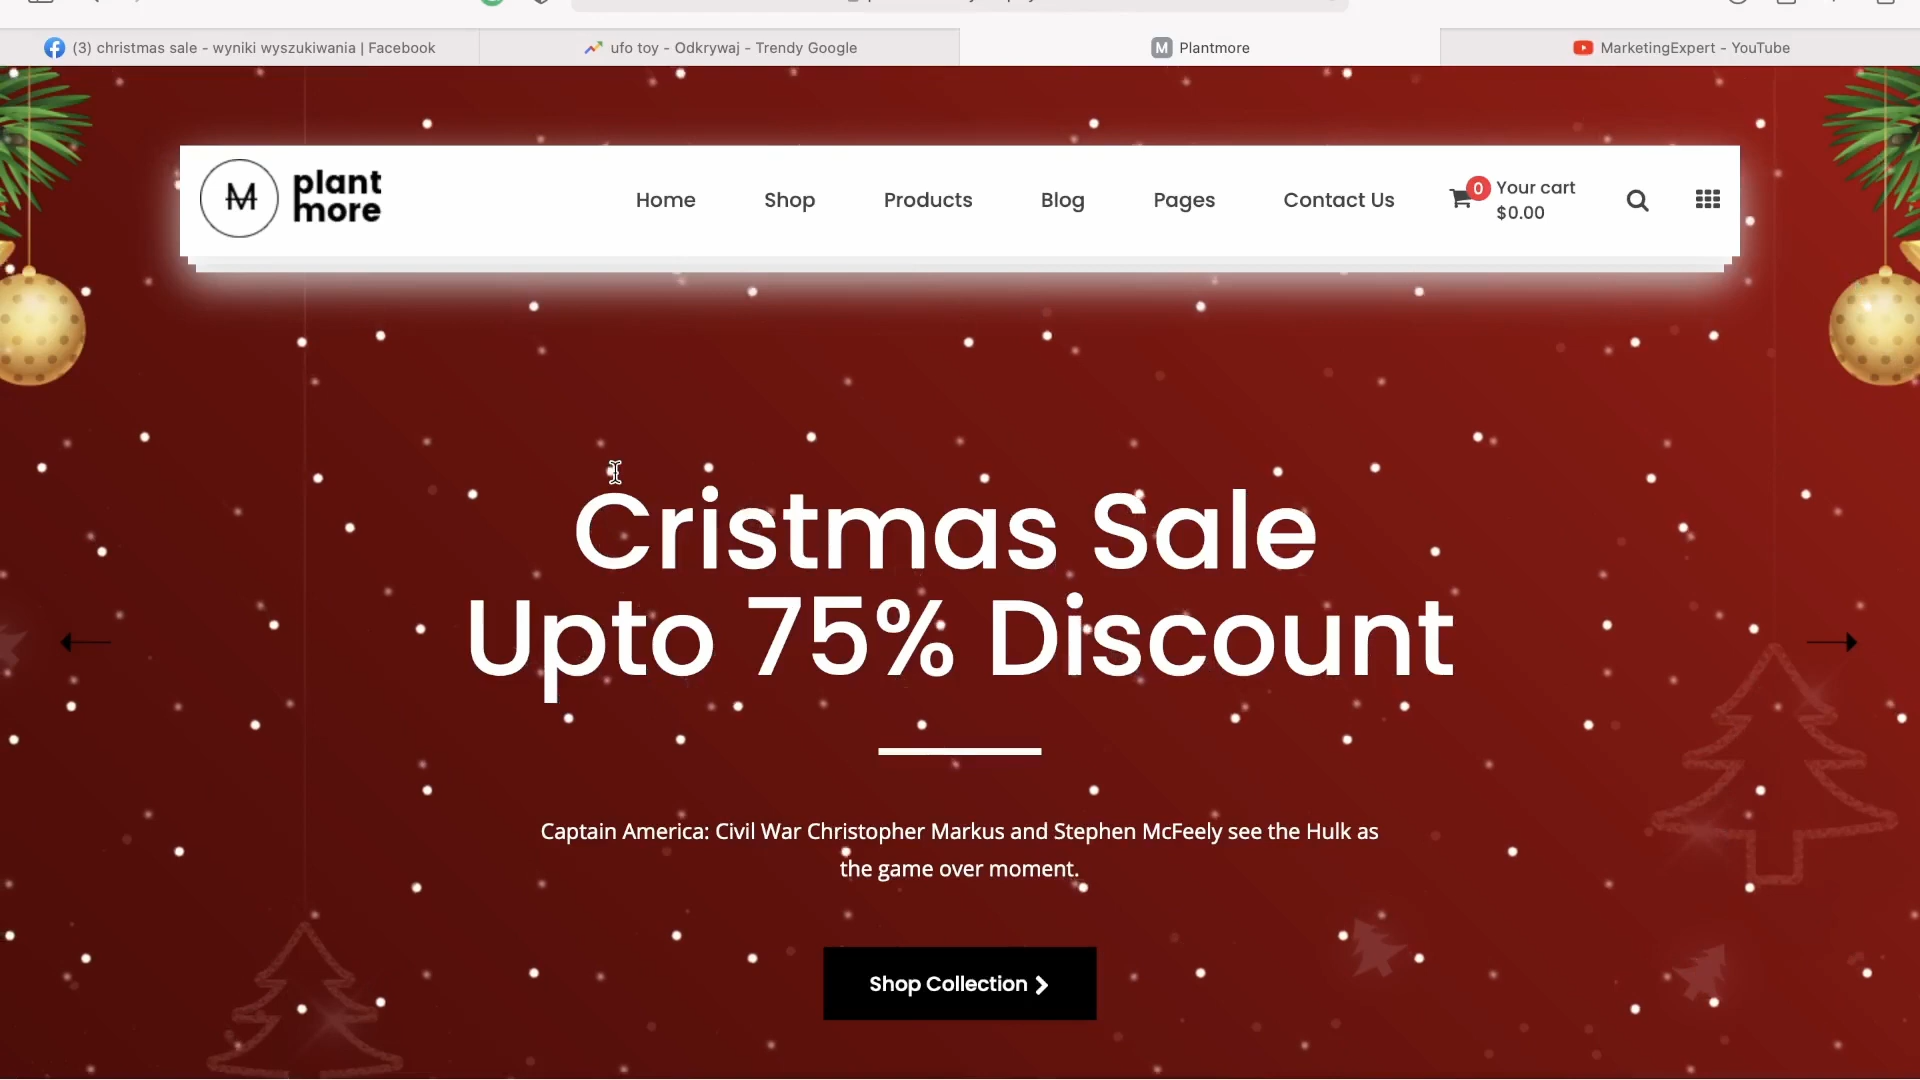 (3) christmas sale - wyniki wyszukiwania | Facebook
ufo toy - Odkrywaj - Trendy Google
M Plantmore
MarketingExpert - YouTube
M plant
more
Home
Shop
Products
Blog
Pages
Contact Us
0 Your cart
$0.00
Cristmas Sale
Upto 75% Discount
Captain America: Civil War Christopher Markus and Stephen McFeely see the Hulk as
the game over moment.
Shop Collection